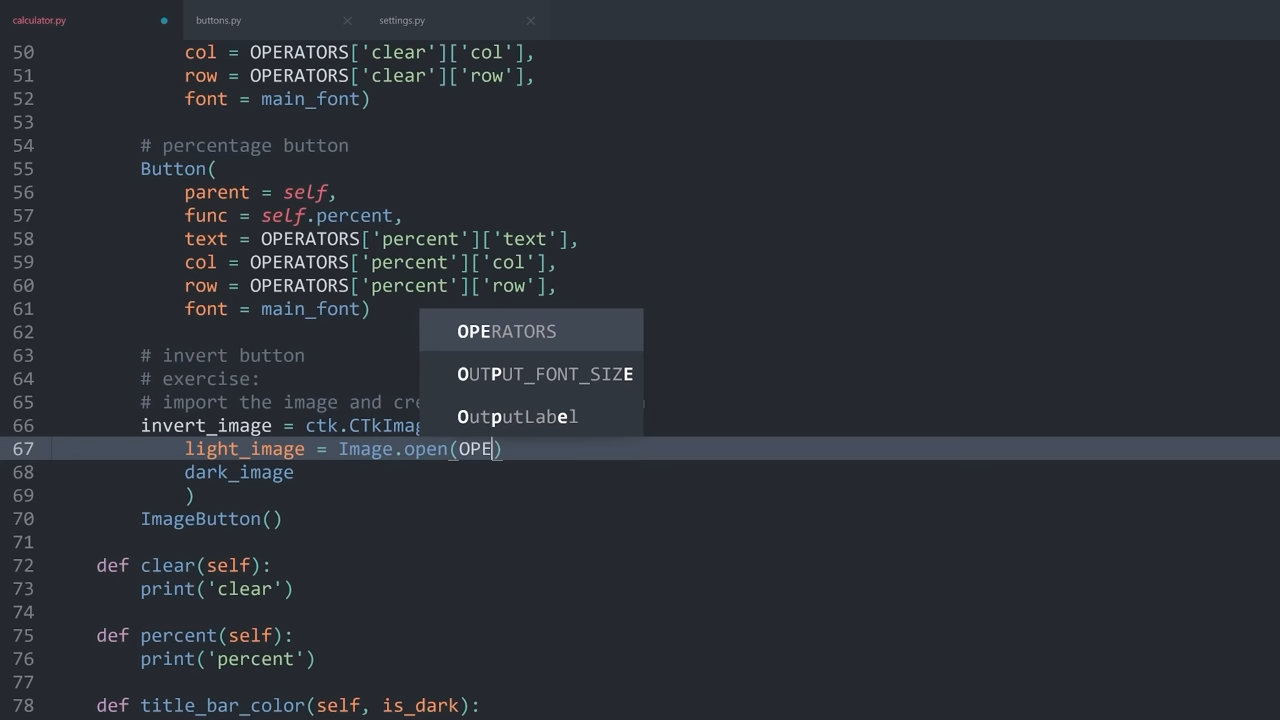 calculator.py buttons.py settings.py
50 col = OPERATORS['clear']['col'],
51 row = OPERATORS['clear']['row'],
52 font = main_font)
53
54 # percentage button
55 Button(
56 parent = self,
57 func = self.percent,
58 text = OPERATORS['percent']['text'],
59 col = OPERATORS['percent']['col'],
60 row = OPERATORS['percent']['row'],
61 font = main_font)
62
OPERATORS
63 # invert button
64 # exercise:
OUTPUT_FONT_SIZE
65 # import the image and cre
OutputLabel
66 invert_image = ctk.CTkImag
67 light_image = Image.open(OPE)
68 dark_image
69 )
70 ImageButton()
71
72 def clear(self):
73 print('clear')
74
75 def percent(self):
76 print('percent')
77
78 def title_bar_color(self, is_dark):